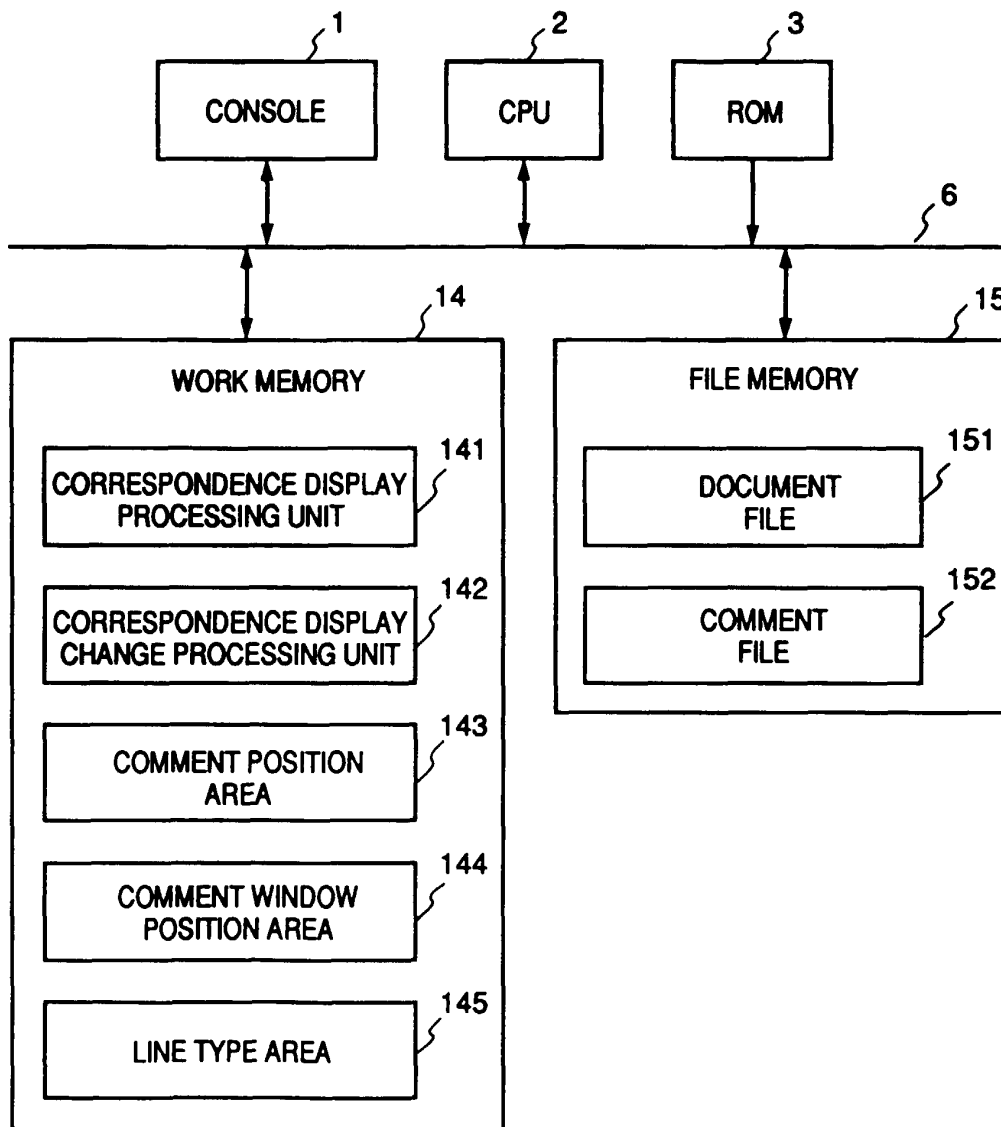 1
2
3
CONSOLE
CPU
ROM
6
14
15
WORK MEMORY
FILE MEMORY
141
CORRESPONDENCE DISPLAY
PROCESSING UNIT
151
DOCUMENT
FILE
142
CORRESPONDENCE DISPLAY
CHANGE PROCESSING UNIT
152
COMMENT
FILE
143
COMMENT POSITION
AREA
144
COMMENT WINDOW
POSITION AREA
145
LINE TYPE AREA